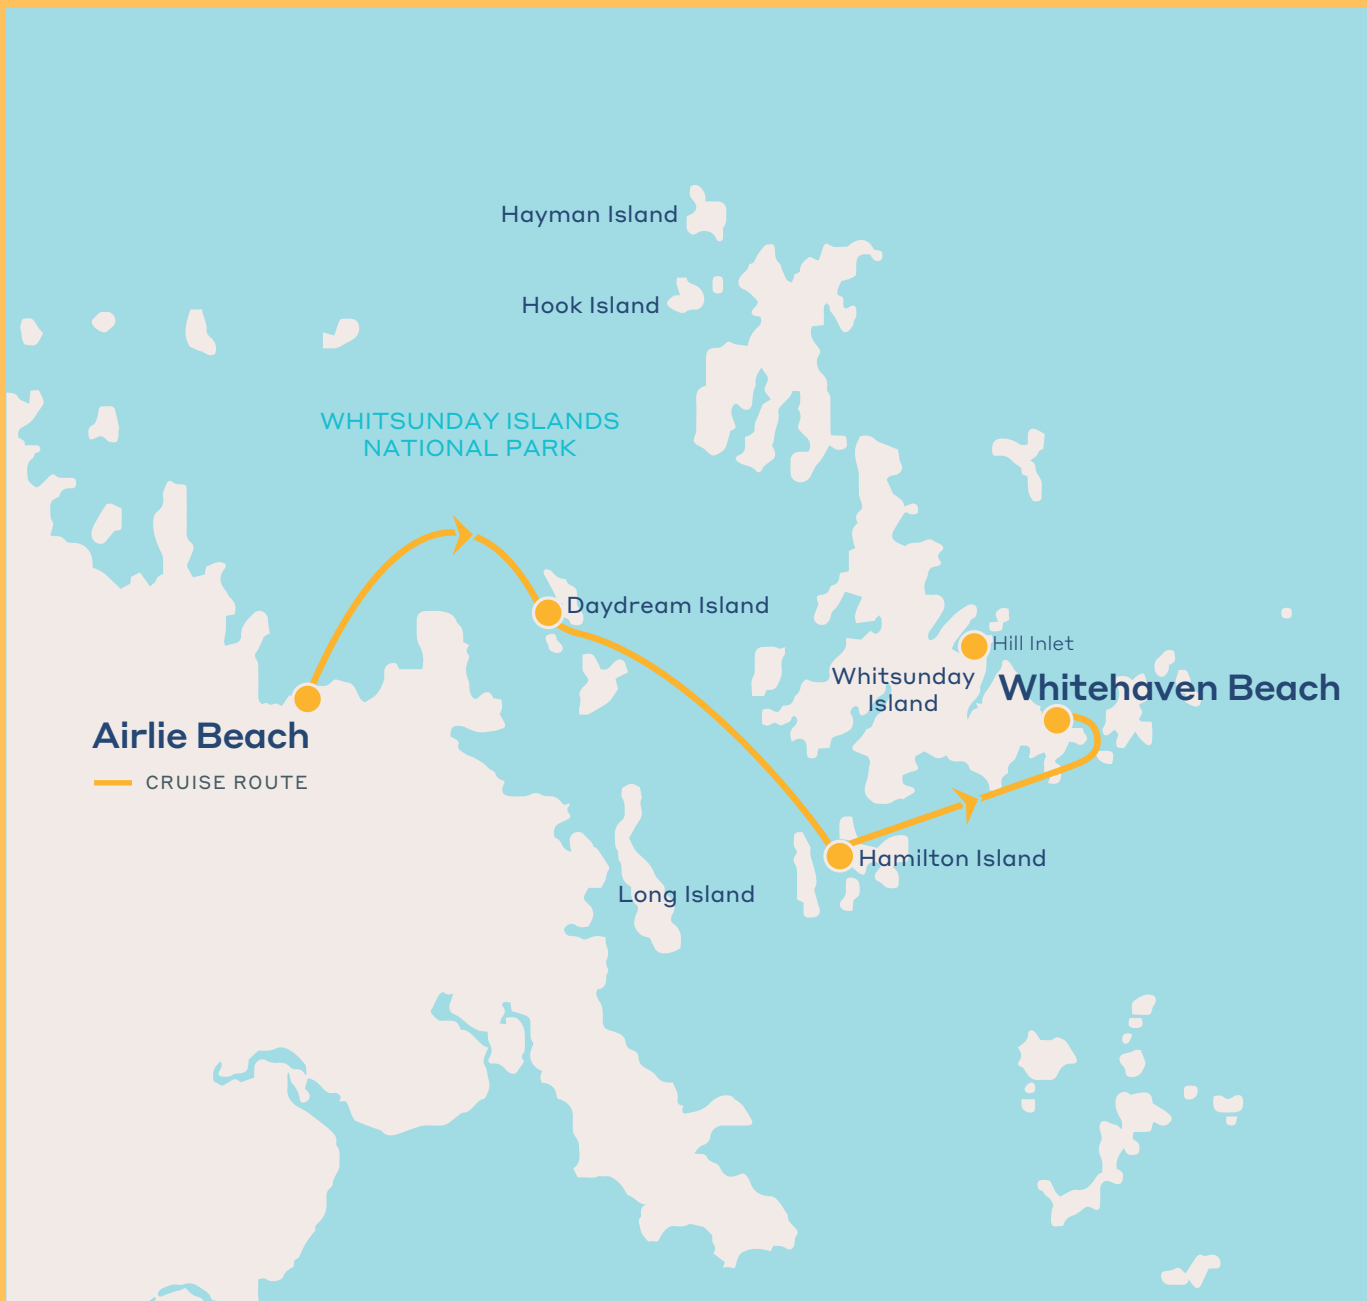 Hayman Island
Hook Island
WHITSUNDAY ISLANDS
NATIONAL PARK
Daydream Island
Hill Inlet
Whitsunday
Island
Whitehaven Beach
Airlie Beach
CRUISE ROUTE
Hamilton Island
Long Island